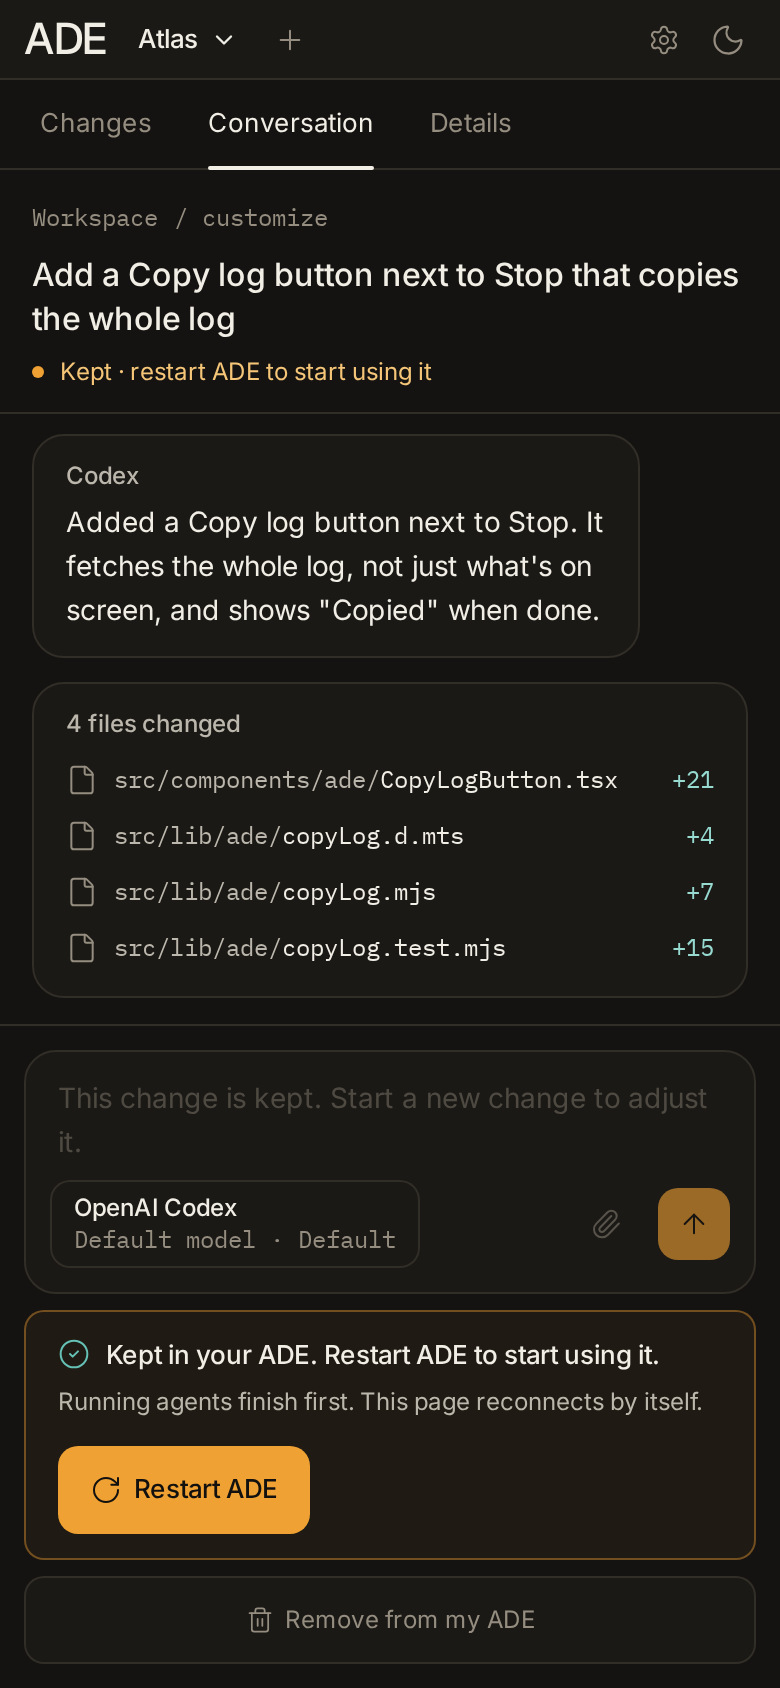 ADE Atlas
Changes Conversation Details
Workspace / customize
Add a Copy log button next to Stop that copies
the whole log
Kept · restart ADE to start using it
Codex
Added a Copy log button next to Stop. It
fetches the whole log, not just what's on
screen, and shows "Copied" when done.
4 files changed
src/components/ade/CopyLogButton.tsx +21
src/lib/ade/copyLog.d.mts +4
src/lib/ade/copyLog.mjs +7
src/lib/ade/copyLog.test.mjs +15
This change is kept. Start a new change to adjust
it.
OpenAI Codex
Default model · Default
Kept in your ADE. Restart ADE to start using it.
Running agents finish first. This page reconnects by itself.
Restart ADE
Remove from my ADE